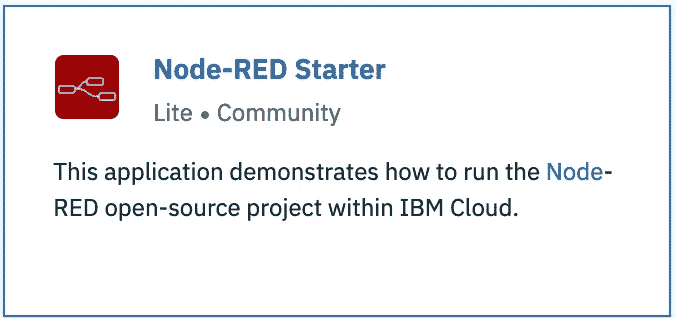 Node-RED Starter
Lite • Community
This application demonstrates how to run the Node-
RED open-source project within IBM Cloud.